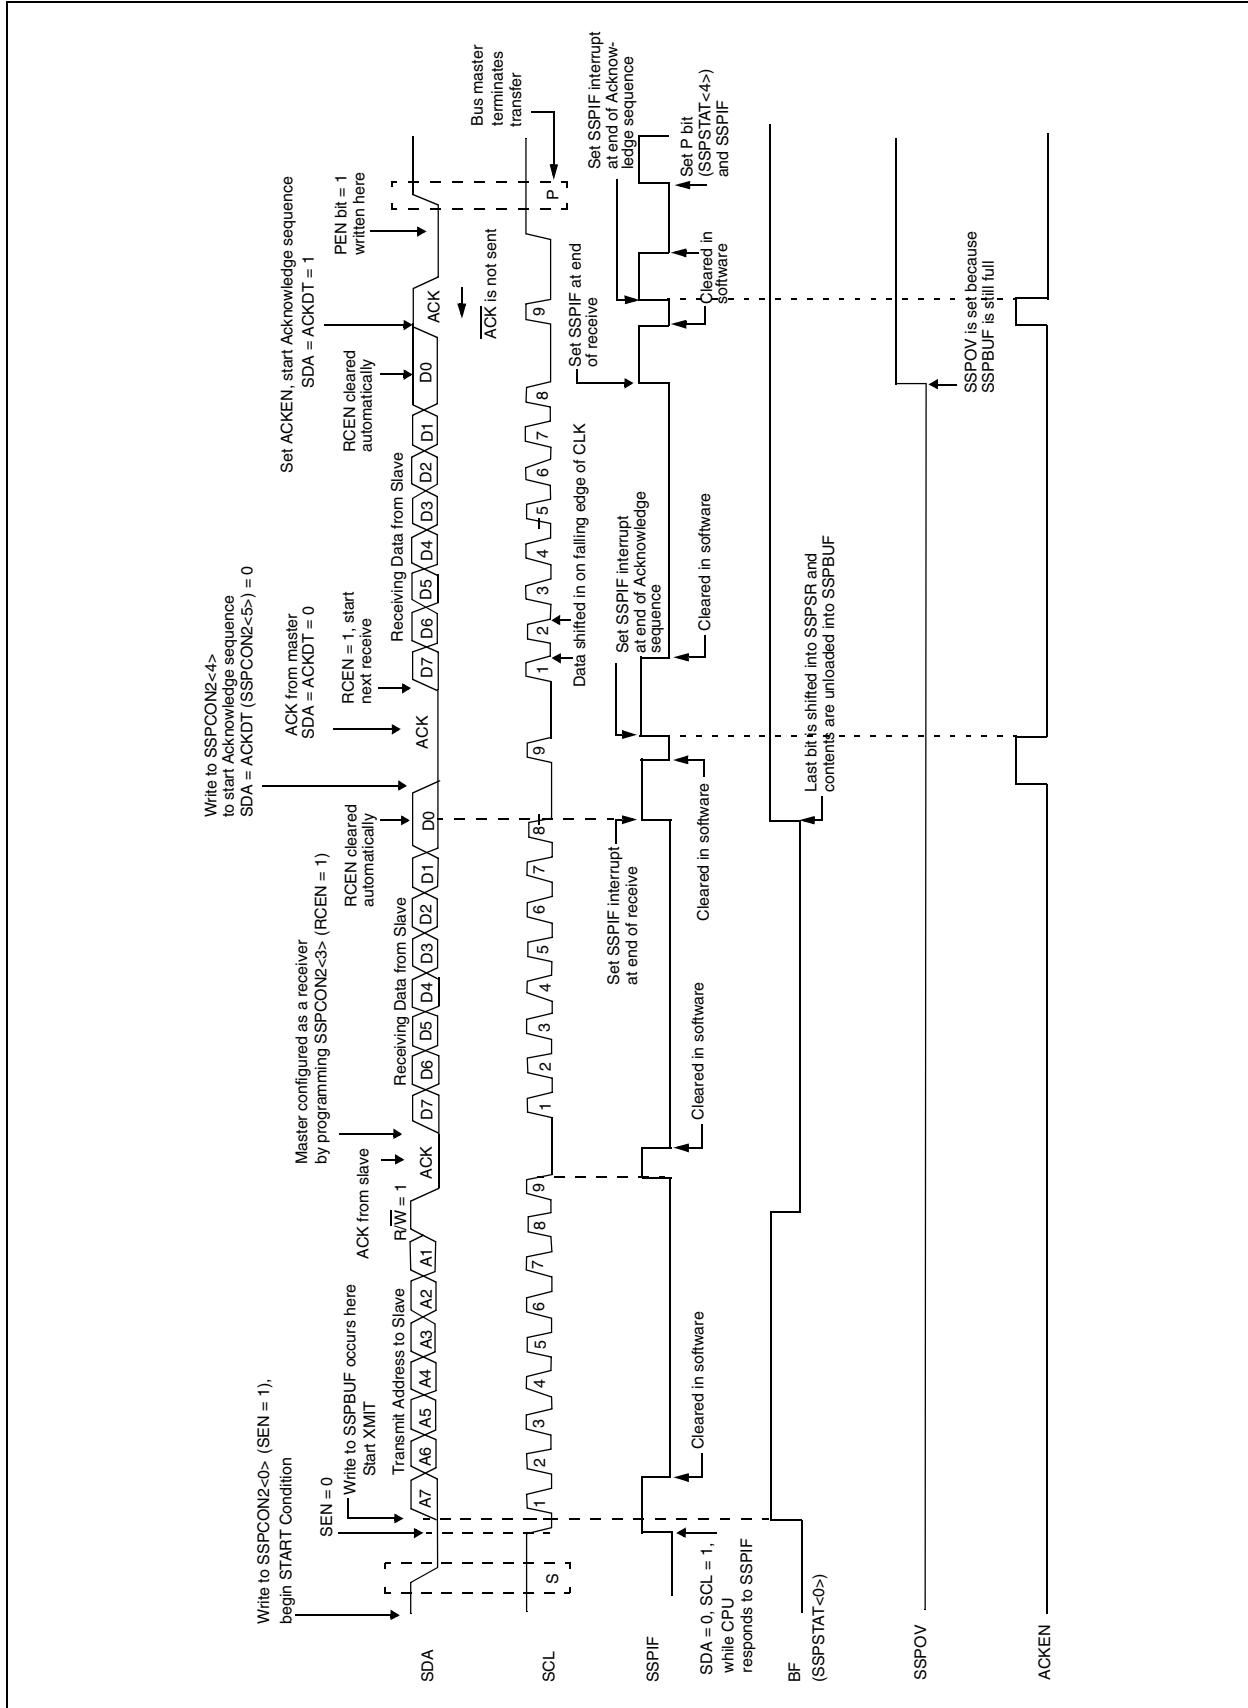 Write to SSPCON2<0> (SEN = 1),
begin START Condition
SEN = 0
Write to SSPBUF occurs here
Start XMIT
ACK from slave
Master configured as a receiver
by programming SSPCON2<3> (RCEN = 1)
RCEN cleared
automatically
Write to SSPCON2<4>
to start Acknowledge sequence
SDA = ACKDT (SSPCON2<5>) = 0
ACK from master
SDA = ACKDT = 0
RCEN = 1, start
next receive
RCEN cleared
automatically
Set ACKEN, start Acknowledge sequence
SDA = ACKDT = 1
PEN bit = 1
written here
Transmit Address to Slave
R/W = 1
Receiving Data from Slave
Receiving Data from Slave
SDA
A7 A6 A5 A4 A3 A2 A1 ACK D7 D6 D5 D4 D3 D2 D1 D0 ACK D7 D6 D5 D4 D3 D2 D1 D0 ACK
ACK is not sent
Bus master
terminates
transfer
SCL
S 1 2 3 4 5 6 7 8 9 1 2 3 4 5 6 7 8 9 1 2 3 4 5 6 7 8 9 P
Data shifted in on falling edge of CLK
Set SSPIF interrupt
at end of receive
Set SSPIF interrupt
at end of Acknowledge
sequence
Set SSPIF at end
of receive
Set SSPIF interrupt
at end of Acknow-
ledge sequence
SSPIF
SDA = 0, SCL = 1,
while CPU
responds to SSPIF
Cleared in software
Cleared in software
Cleared in software
Cleared in software
Cleared in
software
Set P bit
(SSPSTAT<4>)
and SSPIF
BF
(SSPSTAT<0>)
Last bit is shifted into SSPSR and
contents are unloaded into SSPBUF
SSPOV
SSPOV is set because
SSPBUF is still full
ACKEN